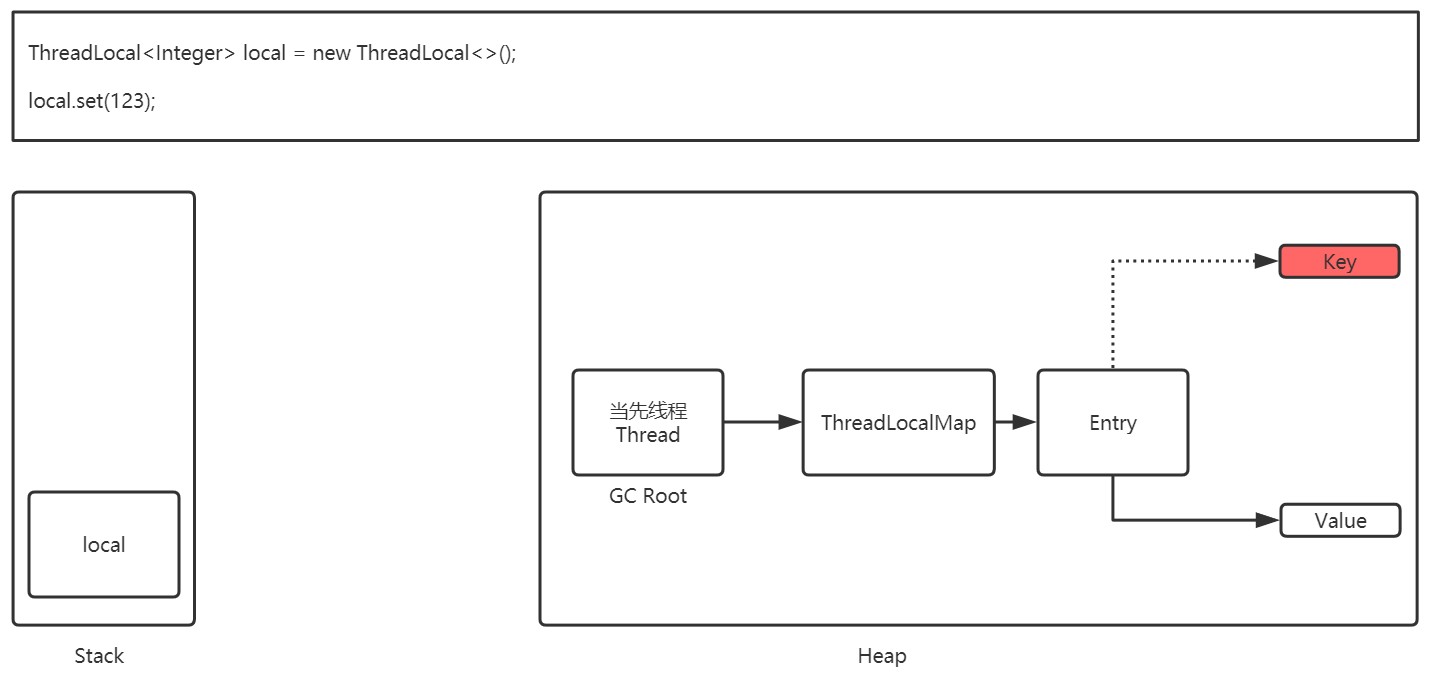 ThreadLocal<Integer> local = new ThreadLocal<>();
local.set(123);
Key
当先线程
Thread
ThreadLocalMap
Entry
GC Root
Value
local
Stack
Heap